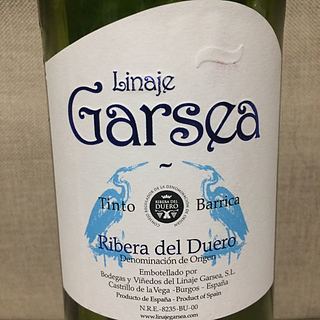 Linaje
Garsea
~
Tinto
RIBERA DEL
DUERO
Barrica
Ribera del Duero
Denominación de Origen
Embotellado por
Bodegas y Viñedos del Linaje Garsea, S.L.
Castrillo de la Vega -Burgos - España
Producto de España - Product of Spain
N.R.E.-8235-BU-00
www.linajegarsea.com